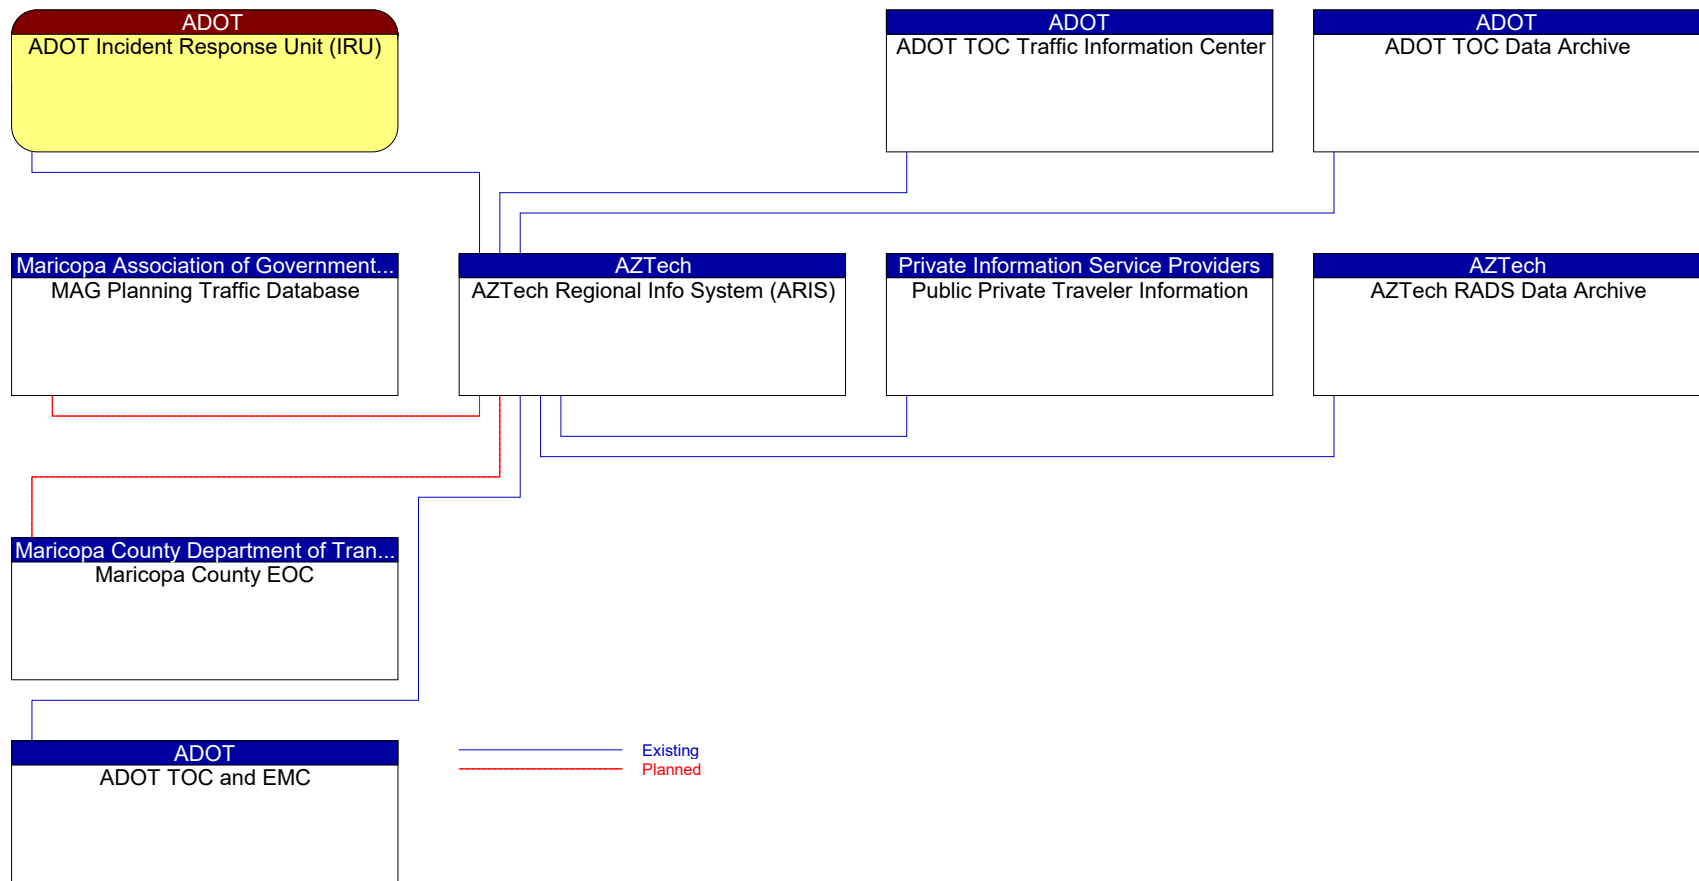 ADOT
ADOT Incident Response Unit (IRU)
ADOT
ADOT TOC Traffic Information Center
ADOT
ADOT TOC Data Archive
Maricopa Association of Government...
MAG Planning Traffic Database
AZTech
AZTech Regional Info System (ARIS)
Private Information Service Providers
Public Private Traveler Information
AZTech
AZTech RADS Data Archive
Maricopa County Department of Tran...
Maricopa County EOC
ADOT
ADOT TOC and EMC
Existing
Planned